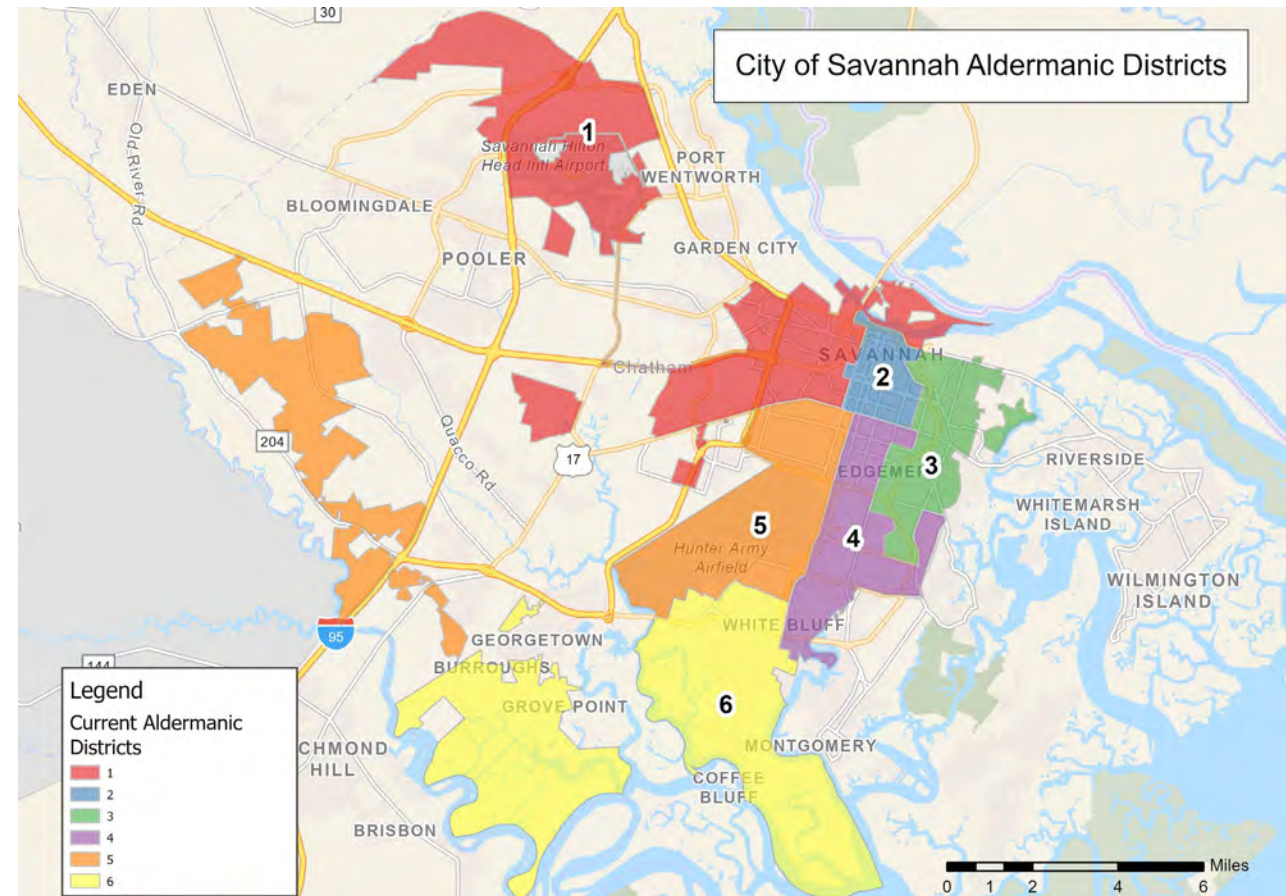 30
City of Savannah Aldermanic Districts
EDEN
Old River Rd
1
Savannah Hilton
Head Intl Airport
PORT
WENTWORTH
BLOOMINGDALE
GARDEN CITY
POOLER
SAVANNAH
Chatham
2
204
Quacco Rd
17
EDGEMER
3
RIVERSIDE
WHITEMARSH
ISLAND
5
4
Hunter Army
Airfield
WILMINGTON
ISLAND
95
GEORGETOWN
WHITE BLUFF
144
BURROUGHS
GROVE POINT
6
Legend
Current Aldermanic
Districts
1
2
3
4
5
6
CHMOND
HILL
MONTGOMERY
COFFEE
BLUFF
BRISBON
Miles
0 1 2 4 6